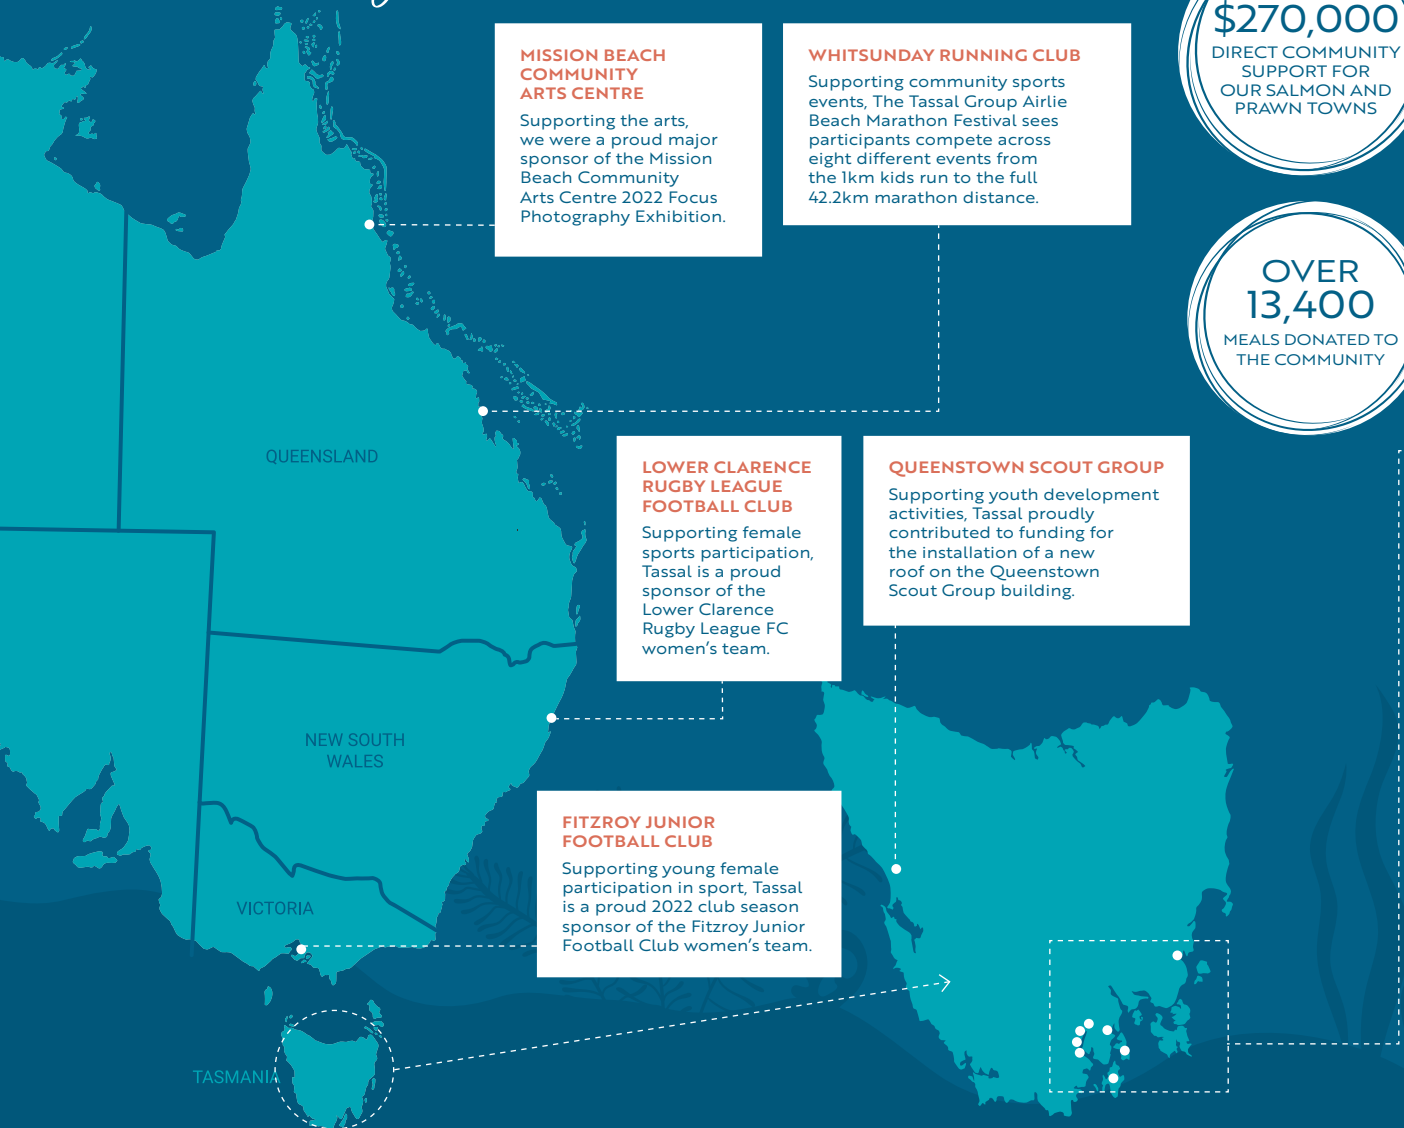 MISSION BEACH
COMMUNITY
ARTS CENTRE
Supporting the arts,
we were a proud major
sponsor of the Mission
Beach Community
Arts Centre 2022 Focus
Photography Exhibition.
WHITSUNDAY RUNNING CLUB
Supporting community sports
events, The Tassal Group Airlie
Beach Marathon Festival sees
participants compete across
eight different events from
the 1km kids run to the full
42.2km marathon distance.
$270,000
DIRECT COMMUNITY
SUPPORT FOR
OUR SALMON AND
PRAWN TOWNS
OVER
13,400
MEALS DONATED TO
THE COMMUNITY
QUEENSLAND
LOWER CLARENCE
RUGBY LEAGUE
FOOTBALL CLUB
Supporting female
sports participation,
Tassal is a proud
sponsor of the
Lower Clarence
Rugby League FC
women's team.
QUEENSTOWN SCOUT GROUP
Supporting youth development
activities, Tassal proudly
contributed to funding for
the installation of a new
roof on the Queenstown
Scout Group building.
NEW SOUTH
WALES
FITZROY JUNIOR
FOOTBALL CLUB
Supporting young female
participation in sport, Tassal
is a proud 2022 club season
sponsor of the Fitzroy Junior
Football Club women's team.
VICTORIA
TASMANIA